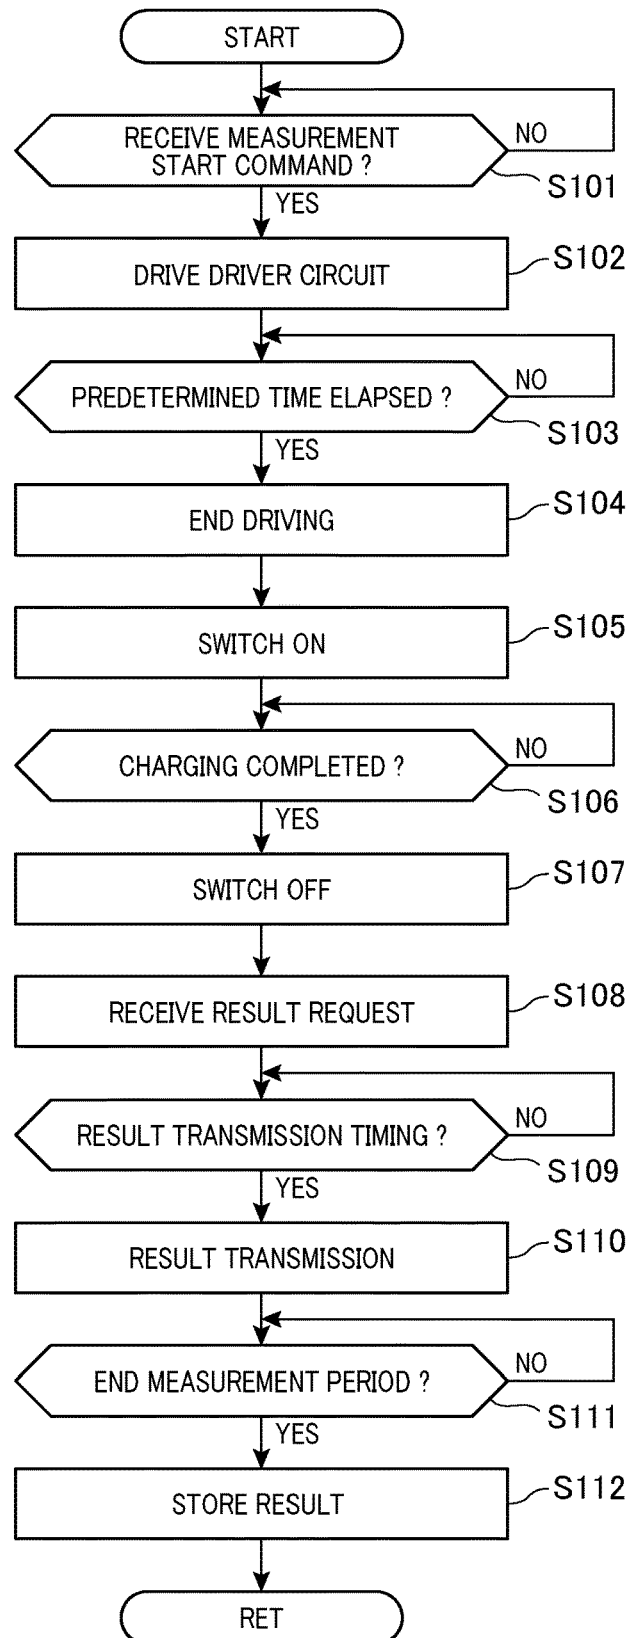 START
RECEIVE MEASUREMENT
START COMMAND ?
NO
S101
YES
DRIVE DRIVER CIRCUIT
S102
PREDETERMINED TIME ELAPSED ?
NO
S103
YES
END DRIVING
S104
SWITCH ON
S105
CHARGING COMPLETED ?
NO
S106
YES
SWITCH OFF
S107
RECEIVE RESULT REQUEST
S108
RESULT TRANSMISSION TIMING ?
NO
S109
YES
RESULT TRANSMISSION
S110
END MEASUREMENT PERIOD ?
NO
S111
YES
STORE RESULT
S112
RET